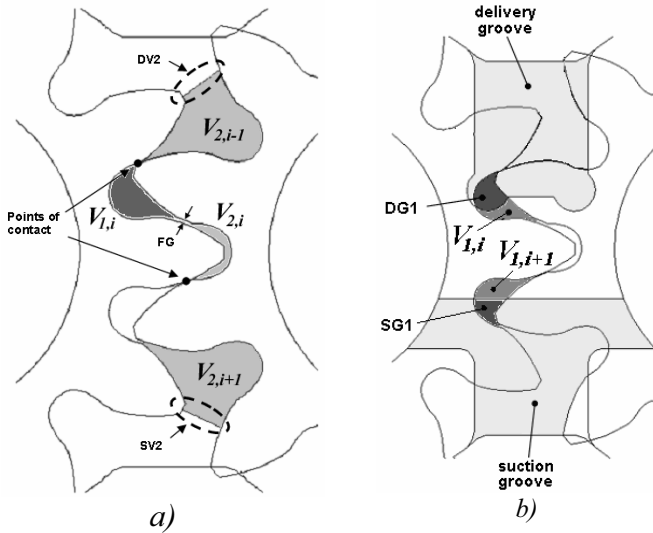 DV2
V2,i-1
V1,i
V2,i
Points of
contact
FG
V2,i+1
SV2
a)
delivery
groove
DG1
V1,i
V1,i+1
SG1
suction
groove
b)